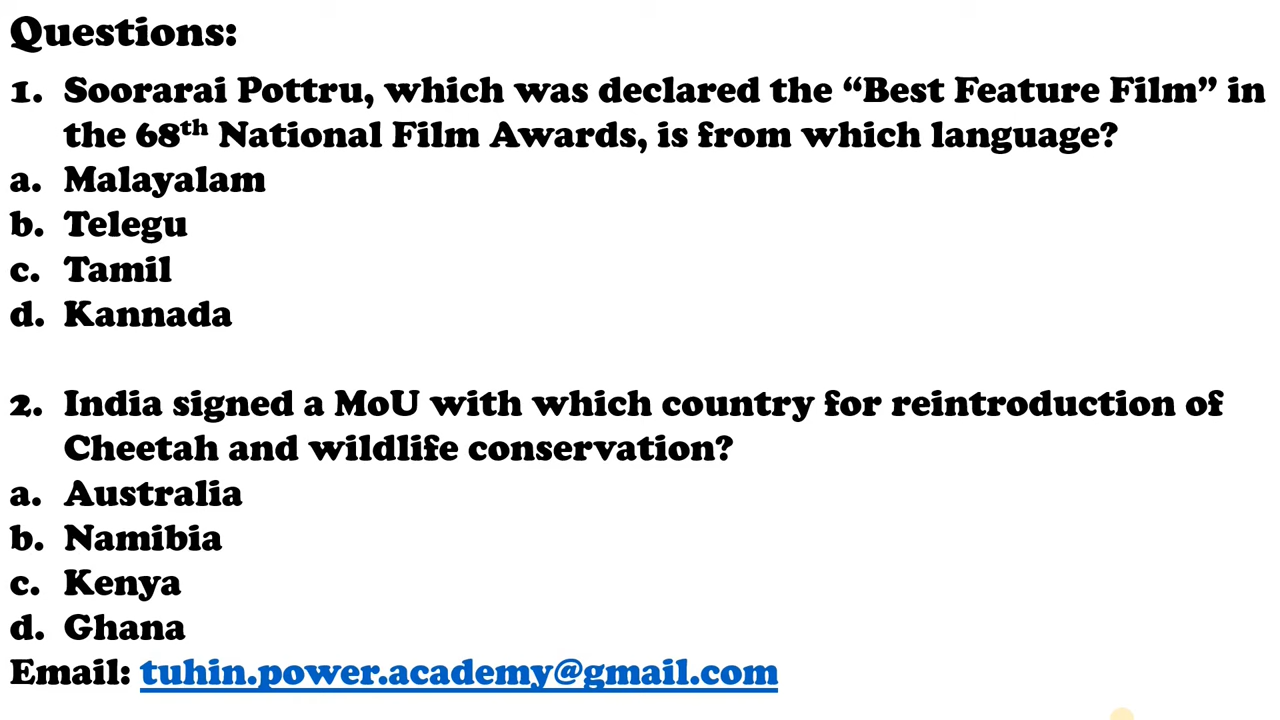 Questions:
1. Soorarai Pottru, which was declared the “Best Feature Film” in
the 68th National Film Awards, is from which language?
a. Malayalam
b. Telegu
c. Tamil
d. Kannada
2. India signed a MoU with which country for reintroduction of
Cheetah and wildlife conservation?
a. Australia
b. Namibia
c. Kenya
d. Ghana
Email: tuhin.power.academy@gmail.com